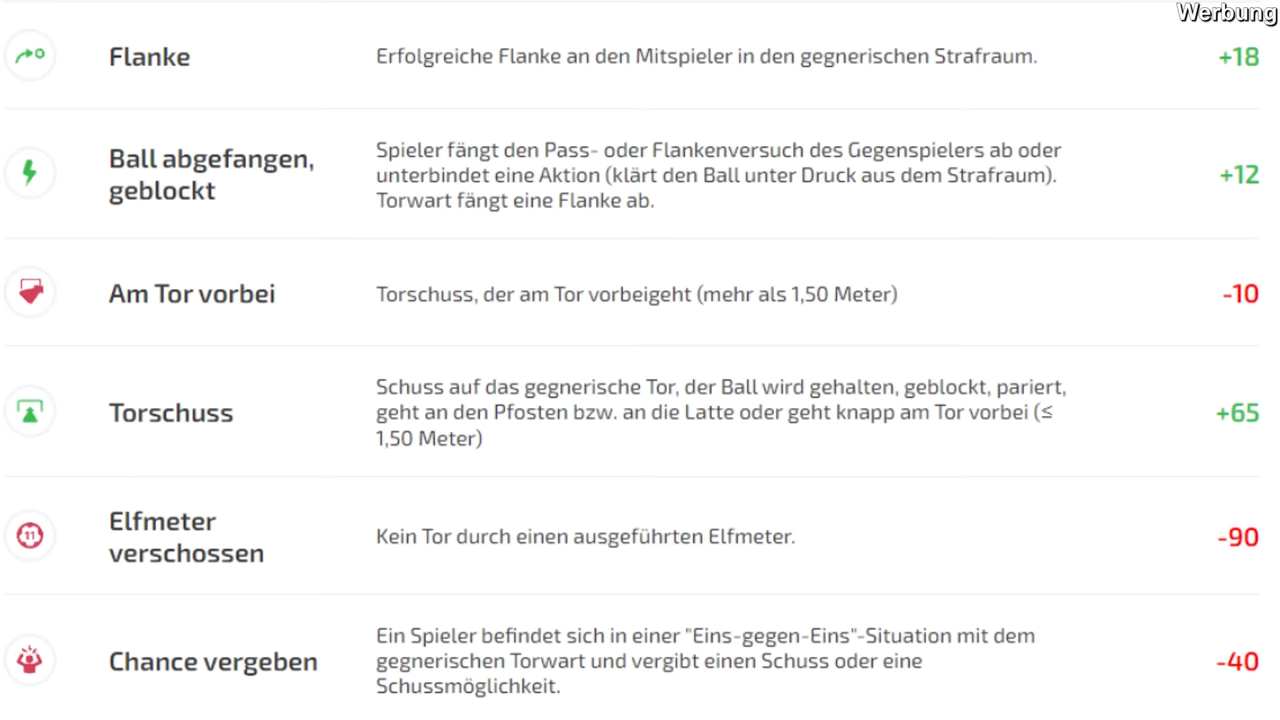 Werbung
Flanke
Erfolgreiche Flanke an den Mitspieler in den gegnerischen Strafraum.
+18
Ball abgefangen,
geblockt
Spieler fängt den Pass- oder Flankenversuch des Gegenspielers ab oder
unterbindet eine Aktion (klärt den Ball unter Druck aus dem Strafraum).
Torwart fängt eine Flanke ab.
+12
Am Tor vorbei
Torschuss, der am Tor vorbeigeht (mehr als 1,50 Meter)
-10
Torschuss
Schuss auf das gegnerische Tor, der Ball wird gehalten, geblockt, pariert,
geht an den Pfosten bzw. an die Latte oder geht knapp am Tor vorbei (≤
1,50 Meter)
+65
11
Elfmeter
verschossen
Kein Tor durch einen ausgeführten Elfmeter.
-90
Chance vergeben
Ein Spieler befindet sich in einer "Eins-gegen-Eins"-Situation mit dem
gegnerischen Torwart und vergibt einen Schuss oder eine
Schussmöglichkeit.
-40